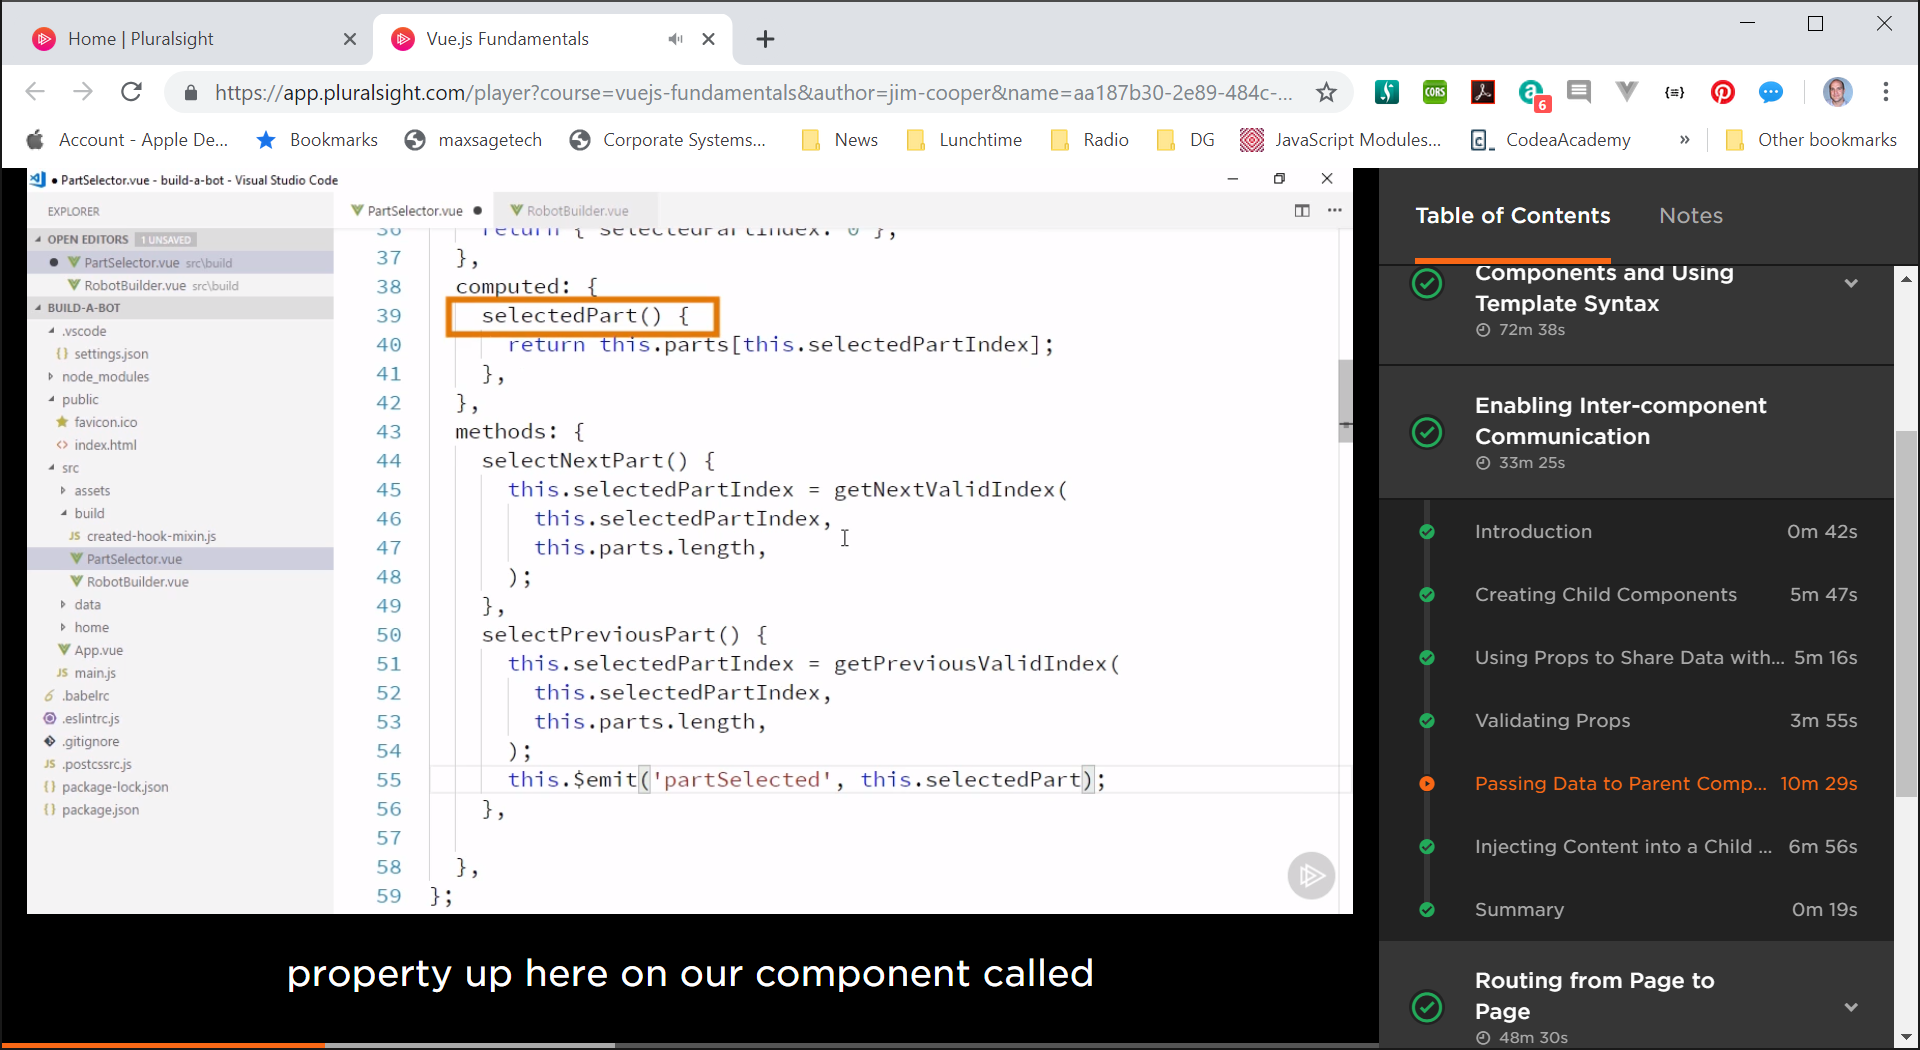 Home | Pluralsight
Vue.js Fundamentals
https://app.pluralsight.com/player?course=vuejs-fundamentals&author=jim-cooper&name=aa187b30-2e89-484c-...
CORS
6
Account - Apple De...
Bookmarks
maxsagetech
Corporate Systems...
News
Lunchtime
Radio
DG
JavaScript Modules...
CodeaAcademy
»
Other bookmarks
● PartSelector.vue - build-a-bot - Visual Studio Code
EXPLORER
OPEN EDITORS 1 UNSAVED
PartSelector.vue src\build
RobotBuilder.vue src\build
BUILD-A-BOT
.vscode
{} settings.json
node_modules
public
favicon.ico
<> index.html
src
assets
build
JS created-hook-mixin.js
PartSelector.vue
RobotBuilder.vue
data
home
App.vue
JS main.js
.babelrc
.eslintrc.js
.gitignore
JS .postcssrc.js
{} package-lock.json
{} package.json
PartSelector.vue ●
RobotBuilder.vue
36 return { selectedPartIndex: 0 };
37 },
38 computed: {
39 selectedPart() {
40 return this.parts[this.selectedPartIndex];
41 },
42 },
43 methods: {
44 selectNextPart() {
45 this.selectedPartIndex = getNextValidIndex(
46 this.selectedPartIndex,
47 this.parts.length,
48 );
49 },
50 selectPreviousPart() {
51 this.selectedPartIndex = getPreviousValidIndex(
52 this.selectedPartIndex,
53 this.parts.length,
54 );
55 this.$emit('partSelected', this.selectedPart);
56 },
57
58 },
59 };
property up here on our component called
Table of Contents
Notes
Components and Using
Template Syntax
72m 38s
Enabling Inter-component
Communication
33m 25s
Introduction 0m 42s
Creating Child Components 5m 47s
Using Props to Share Data with... 5m 16s
Validating Props 3m 55s
Passing Data to Parent Comp... 10m 29s
Injecting Content into a Child ... 6m 56s
Summary 0m 19s
Routing from Page to
Page
48m 30s